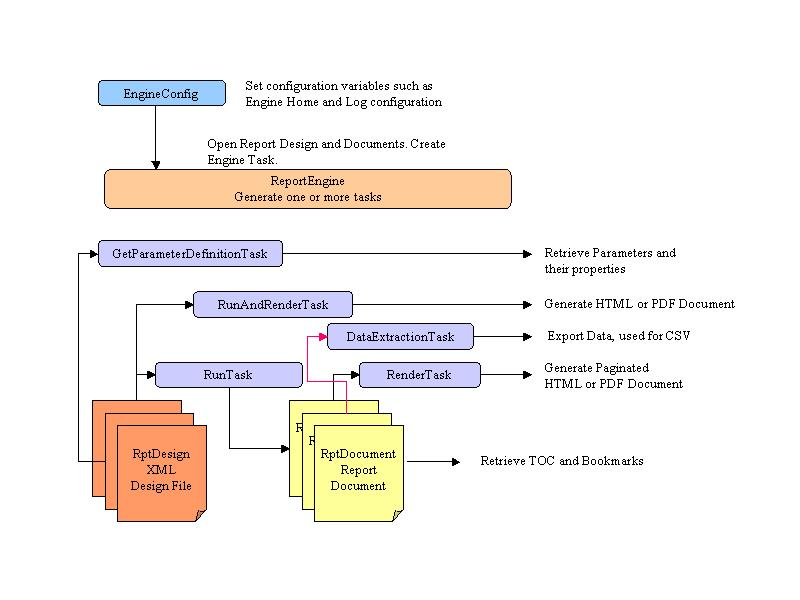 EngineConfig
Set configuration variables such as
Engine Home and Log configuration
Open Report Design and Documents. Create
Engine Task.
ReportEngine
Generate one or more tasks
GetParameterDefinitionTask
Retrieve Parameters and
their properties
RunAndRenderTask
Generate HTML or PDF Document
DataExtractionTask
Export Data, used for CSV
RunTask
RenderTask
Generate Paginated
HTML or PDF Document
R
R
RptDesign
XML
Design File
RptDocument
Report
Document
Retrieve TOC and Bookmarks